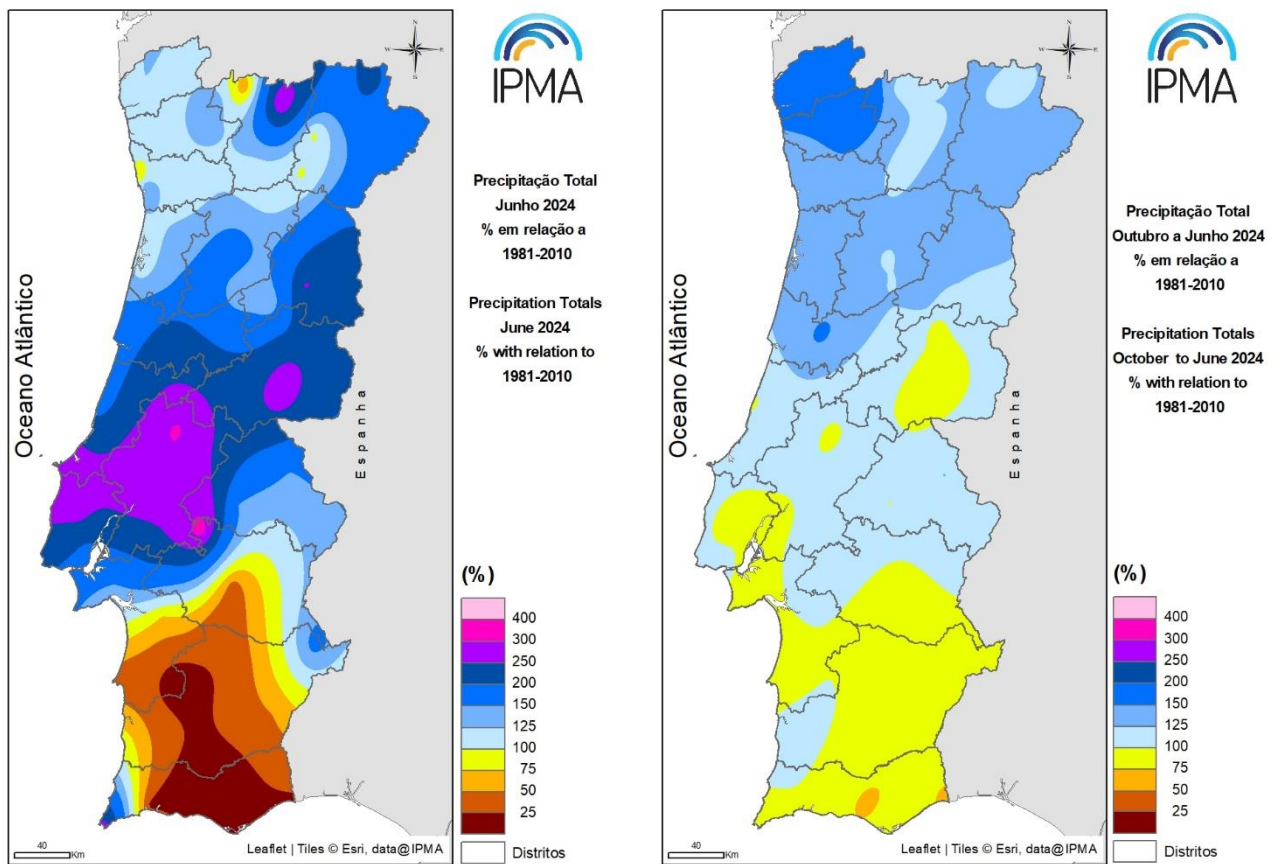 IPMA
Precipitação Total
Junho 2024
% em relação a
1981-2010
Precipitation Totals
June 2024
% with relation to
1981-2010
N
W
E
S
Oceano Atlântico
Espanha
(%)
400
300
250
200
150
125
100
75
50
25
Distritos
40
Km
Leaflet | Tiles © Esri, data@IPMA
IPMA
Precipitação Total
Outubro a Junho 2024
% em relação a
1981-2010
Precipitation Totals
October to June 2024
% with relation to
1981-2010
N
W
E
S
Oceano Atlântico
Espanha
(%)
400
300
250
200
150
125
100
75
50
25
Distritos
40
Km
Leaflet | Tiles © Esri, data@IPMA